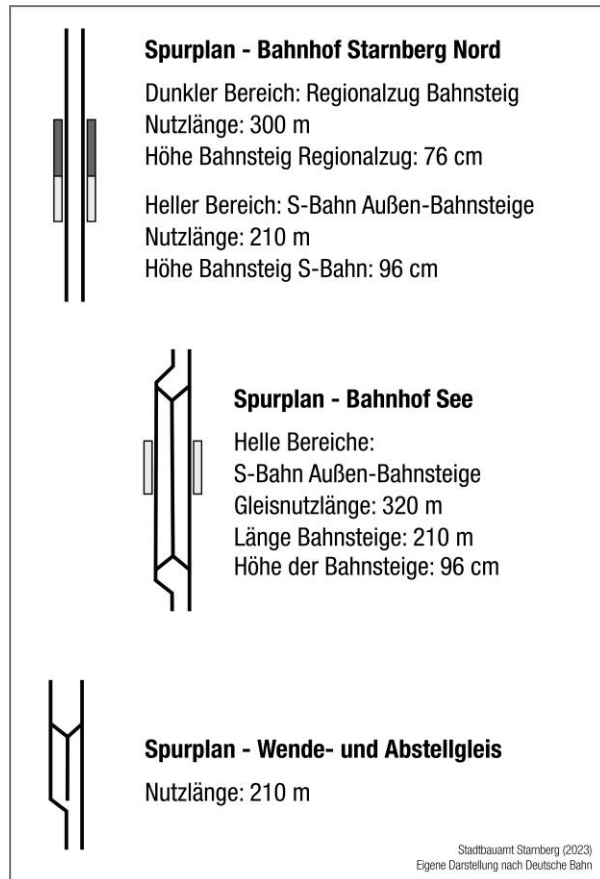 Spurplan - Bahnhof Starnberg Nord
Dunkler Bereich: Regionalzug Bahnsteig
Nutzlänge: 300 m
Höhe Bahnsteig Regionalzug: 76 cm
Heller Bereich: S-Bahn Außen-Bahnsteige
Nutzlänge: 210 m
Höhe Bahnsteig S-Bahn: 96 cm
Spurplan - Bahnhof See
Helle Bereiche:
S-Bahn Außen-Bahnsteige
Gleisnutzlänge: 320 m
Länge Bahnsteige: 210 m
Höhe der Bahnsteige: 96 cm
Spurplan - Wende- und Abstellgleis
Nutzlänge: 210 m
Stadtbauamt Starnberg (2023)
Eigene Darstellung nach Deutsche Bahn